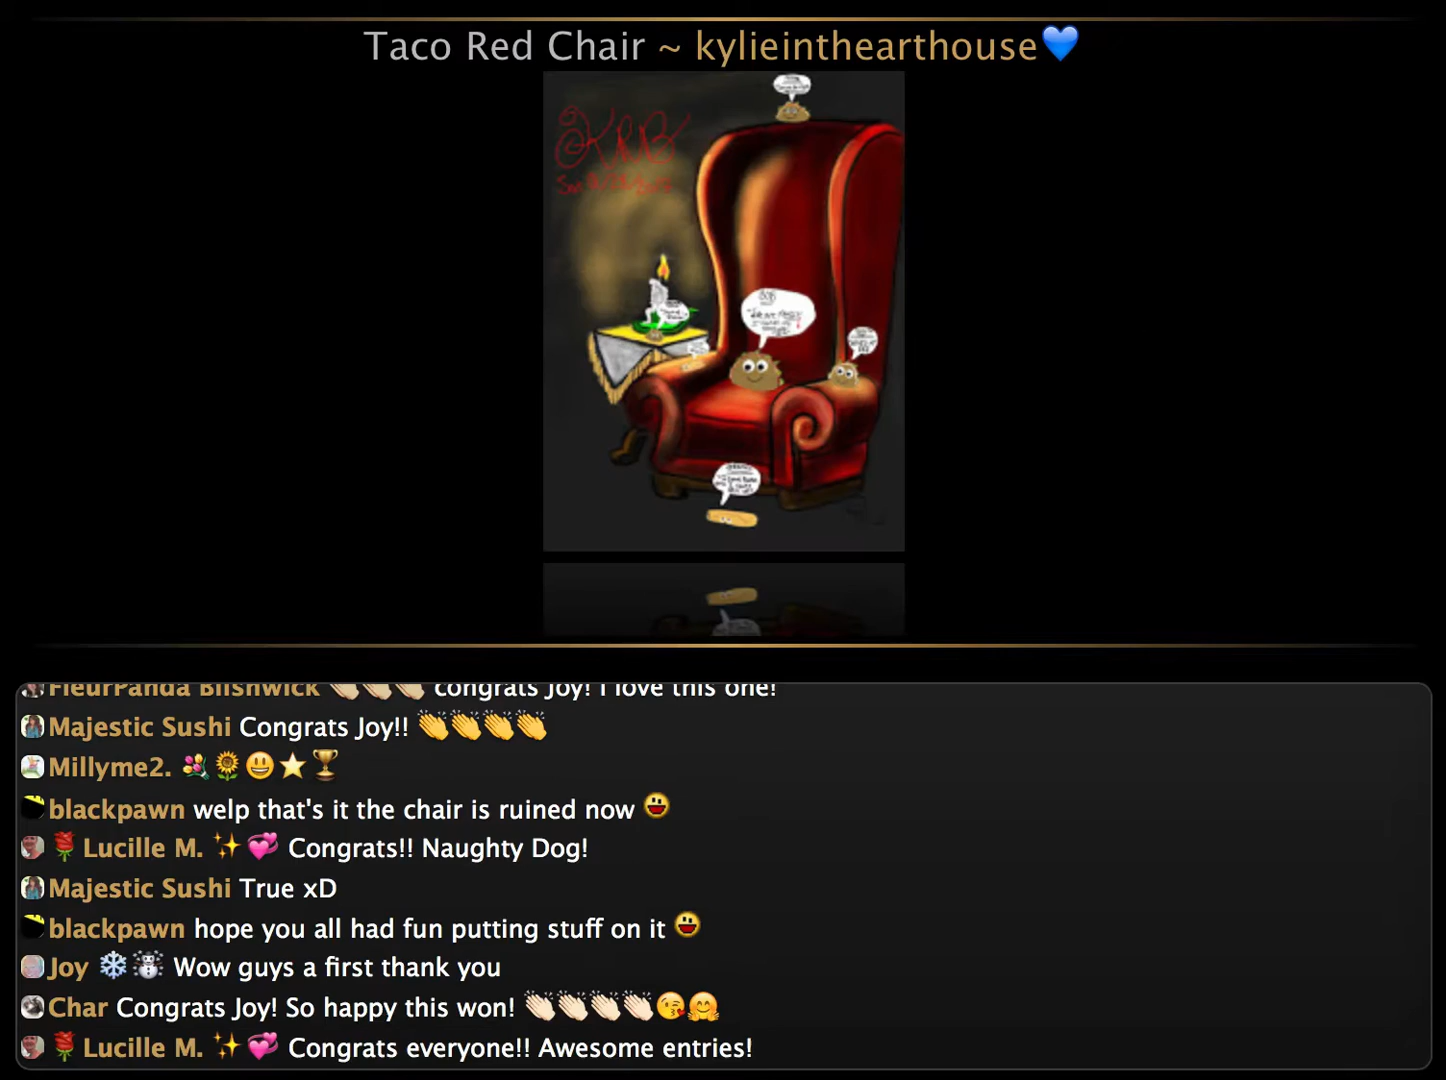 Taco Red Chair ~ kylieinthearthouse💙
KRB
FleurPanda Blishwick 👏🏻👏🏻👏🏻 congrats Joy! I love this one!
Majestic Sushi Congrats Joy!! 👏👏👏👏
Millyme2. 💐🌻😃⭐🏆
blackpawn welp that's it the chair is ruined now 😃
🌹Lucille M. ✨💞 Congrats!! Naughty Dog!
Majestic Sushi True xD
blackpawn hope you all had fun putting stuff on it 😃
Joy ❄☃ Wow guys a first thank you
Char Congrats Joy! So happy this won! 👏🏻👏🏻👏🏻👏🏻😘🤗
🌹Lucille M. ✨💞 Congrats everyone!! Awesome entries!